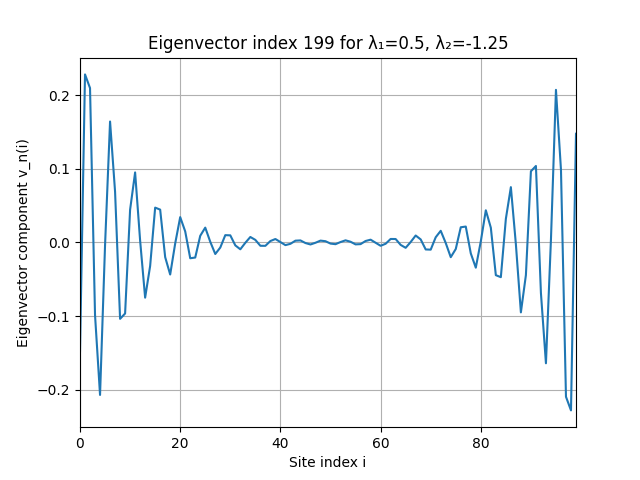 Eigenvector index 199 for λ₁=0.5, λ₂=-1.25
Eigenvector component v_n(i)
0.2
0.1
0.0
−0.1
−0.2
0 20 40 60 80
Site index i